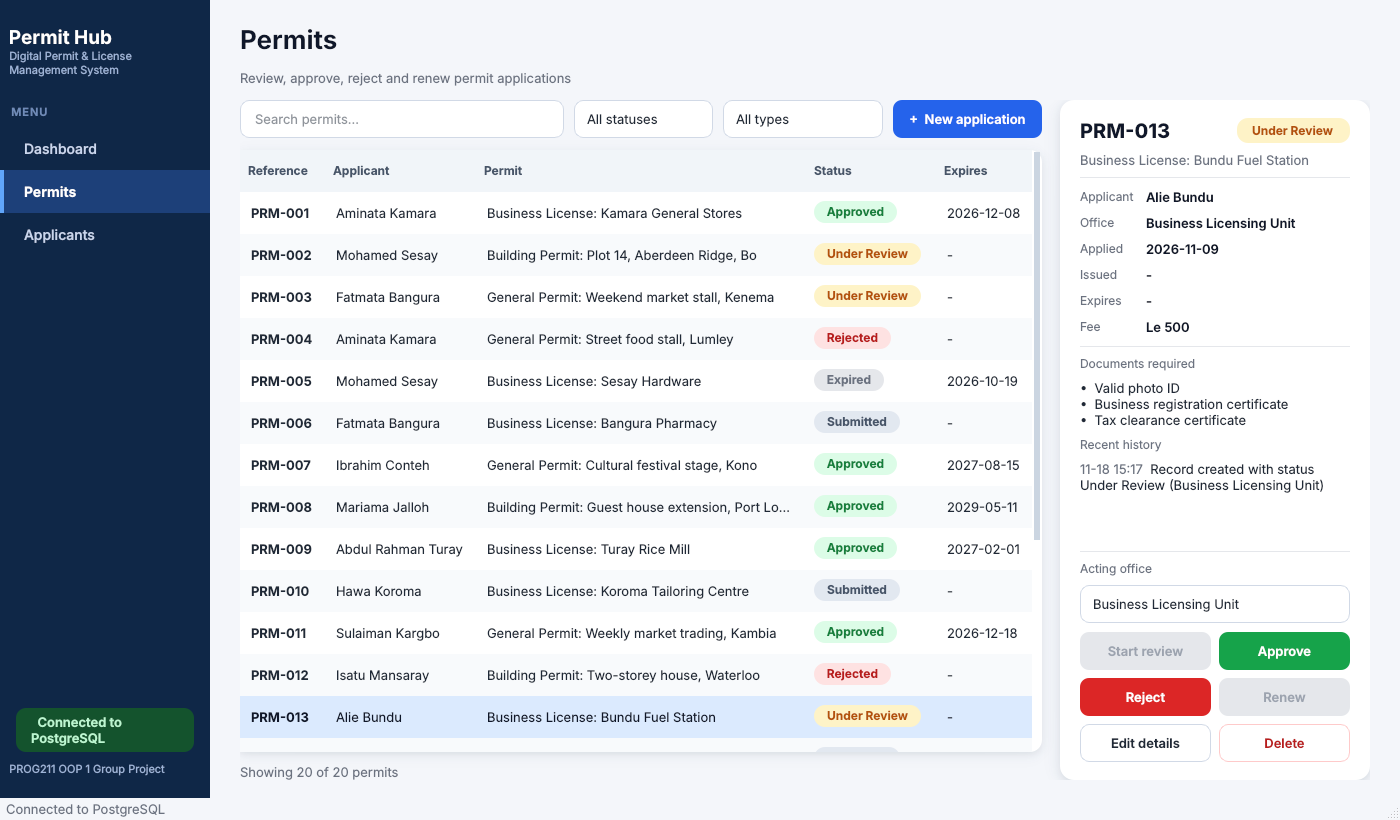 Permit Hub
Digital Permit & License
Management System
MENU
Dashboard
Permits
Applicants
Connected to
PostgreSQL
PROG211 OOP 1 Group Project
Connected to PostgreSQL
Permits
Review, approve, reject and renew permit applications
Search permits...
All statuses
All types
+ New application
Reference Applicant Permit Status Expires
PRM-001 Aminata Kamara Business License: Kamara General Stores Approved 2026-12-08
PRM-002 Mohamed Sesay Building Permit: Plot 14, Aberdeen Ridge, Bo Under Review -
PRM-003 Fatmata Bangura General Permit: Weekend market stall, Kenema Under Review -
PRM-004 Aminata Kamara General Permit: Street food stall, Lumley Rejected -
PRM-005 Mohamed Sesay Business License: Sesay Hardware Expired 2026-10-19
PRM-006 Fatmata Bangura Business License: Bangura Pharmacy Submitted -
PRM-007 Ibrahim Conteh General Permit: Cultural festival stage, Kono Approved 2027-08-15
PRM-008 Mariama Jalloh Building Permit: Guest house extension, Port Lo... Approved 2029-05-11
PRM-009 Abdul Rahman Turay Business License: Turay Rice Mill Approved 2027-02-01
PRM-010 Hawa Koroma Business License: Koroma Tailoring Centre Submitted -
PRM-011 Sulaiman Kargbo General Permit: Weekly market trading, Kambia Approved 2026-12-18
PRM-012 Isatu Mansaray Building Permit: Two-storey house, Waterloo Rejected -
PRM-013 Alie Bundu Business License: Bundu Fuel Station Under Review -
Showing 20 of 20 permits
PRM-013 Under Review
Business License: Bundu Fuel Station
Applicant Alie Bundu
Office Business Licensing Unit
Applied 2026-11-09
Issued -
Expires -
Fee Le 500
Documents required
• Valid photo ID
• Business registration certificate
• Tax clearance certificate
Recent history
11-18 15:17 Record created with status
Under Review (Business Licensing Unit)
Acting office
Business Licensing Unit
Start review Approve
Reject Renew
Edit details Delete